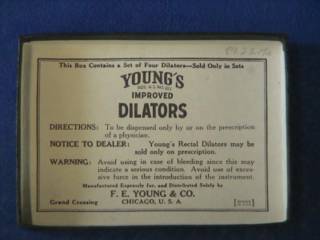 This Box Contains a Set of Four Dilators—Sold Only in Sets
YOUNG'S
IMPROVED
DILATORS
DIRECTIONS: To be dispensed only by or on the prescription
of a physician.
NOTICE TO DEALER: Young's Rectal Dilators may be
sold only on prescription.
WARNING: Avoid using in case of bleeding since this may
indicate a serious condition. Avoid use of exces-
sive force in the introduction of the instrument.
Manufactured Expressly for, and Distributed Solely by
F. E. YOUNG & CO.
Grand Crossing CHICAGO, U. S. A.